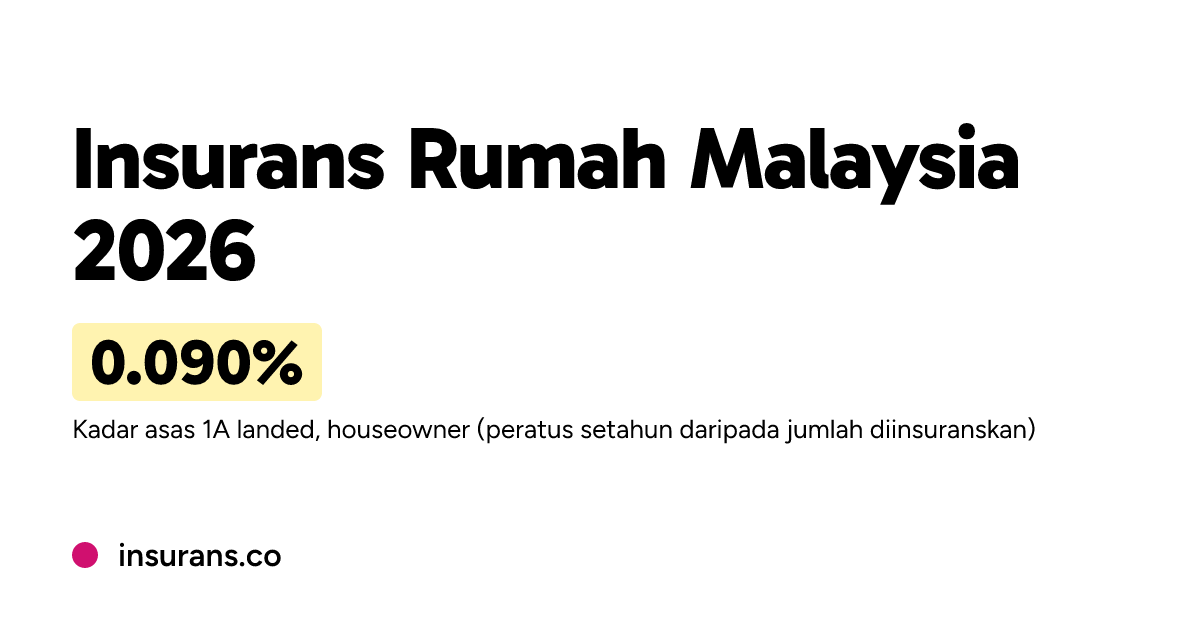 Insurans Rumah Malaysia
2026
0.090%
Kadar asas 1A landed, houseowner (peratus setahun daripada jumlah diinsuranskan)
insurans.co